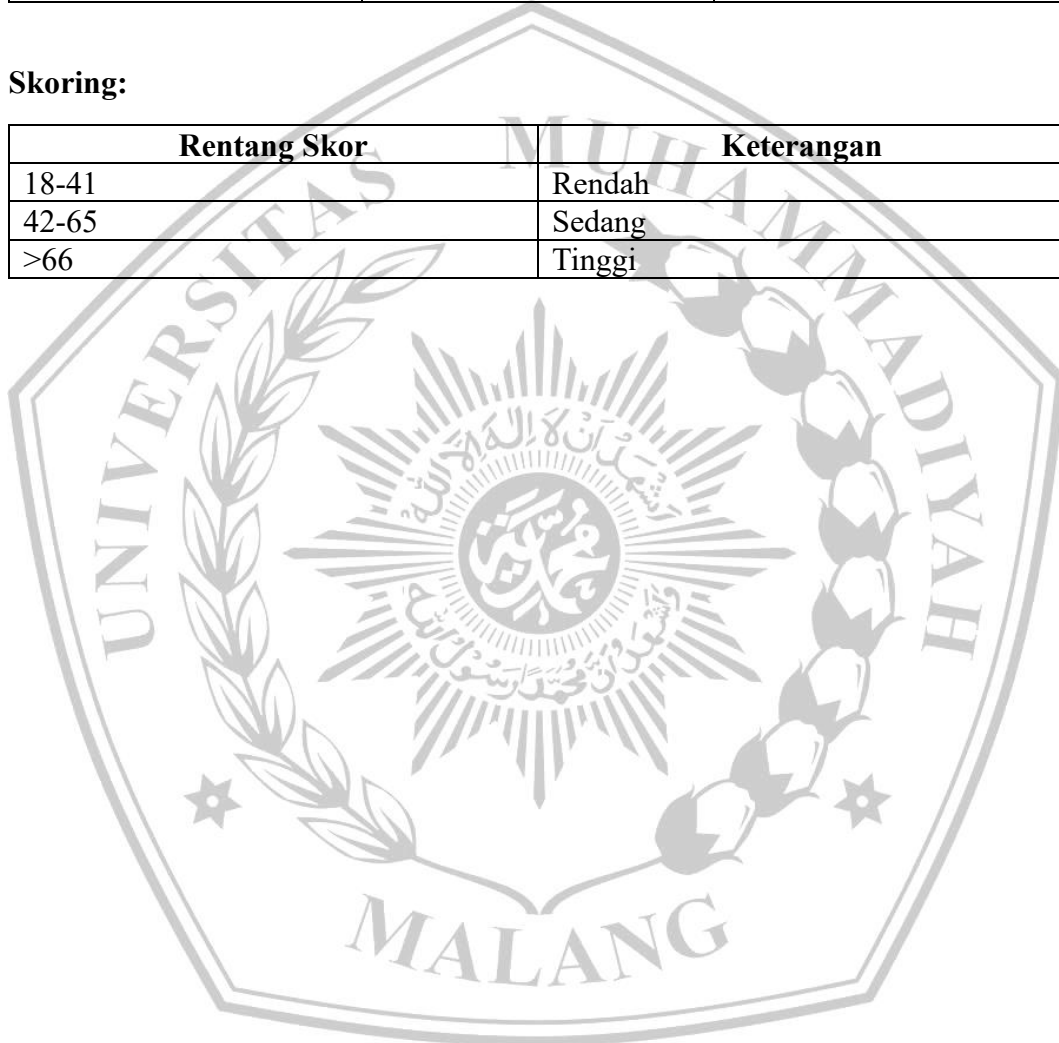 Skoring:
Rentang Skor Keterangan
18-41 Rendah
42-65 Sedang
>66 Tinggi
UNIVERSITAS MUHAMMADIYAH
MALANG